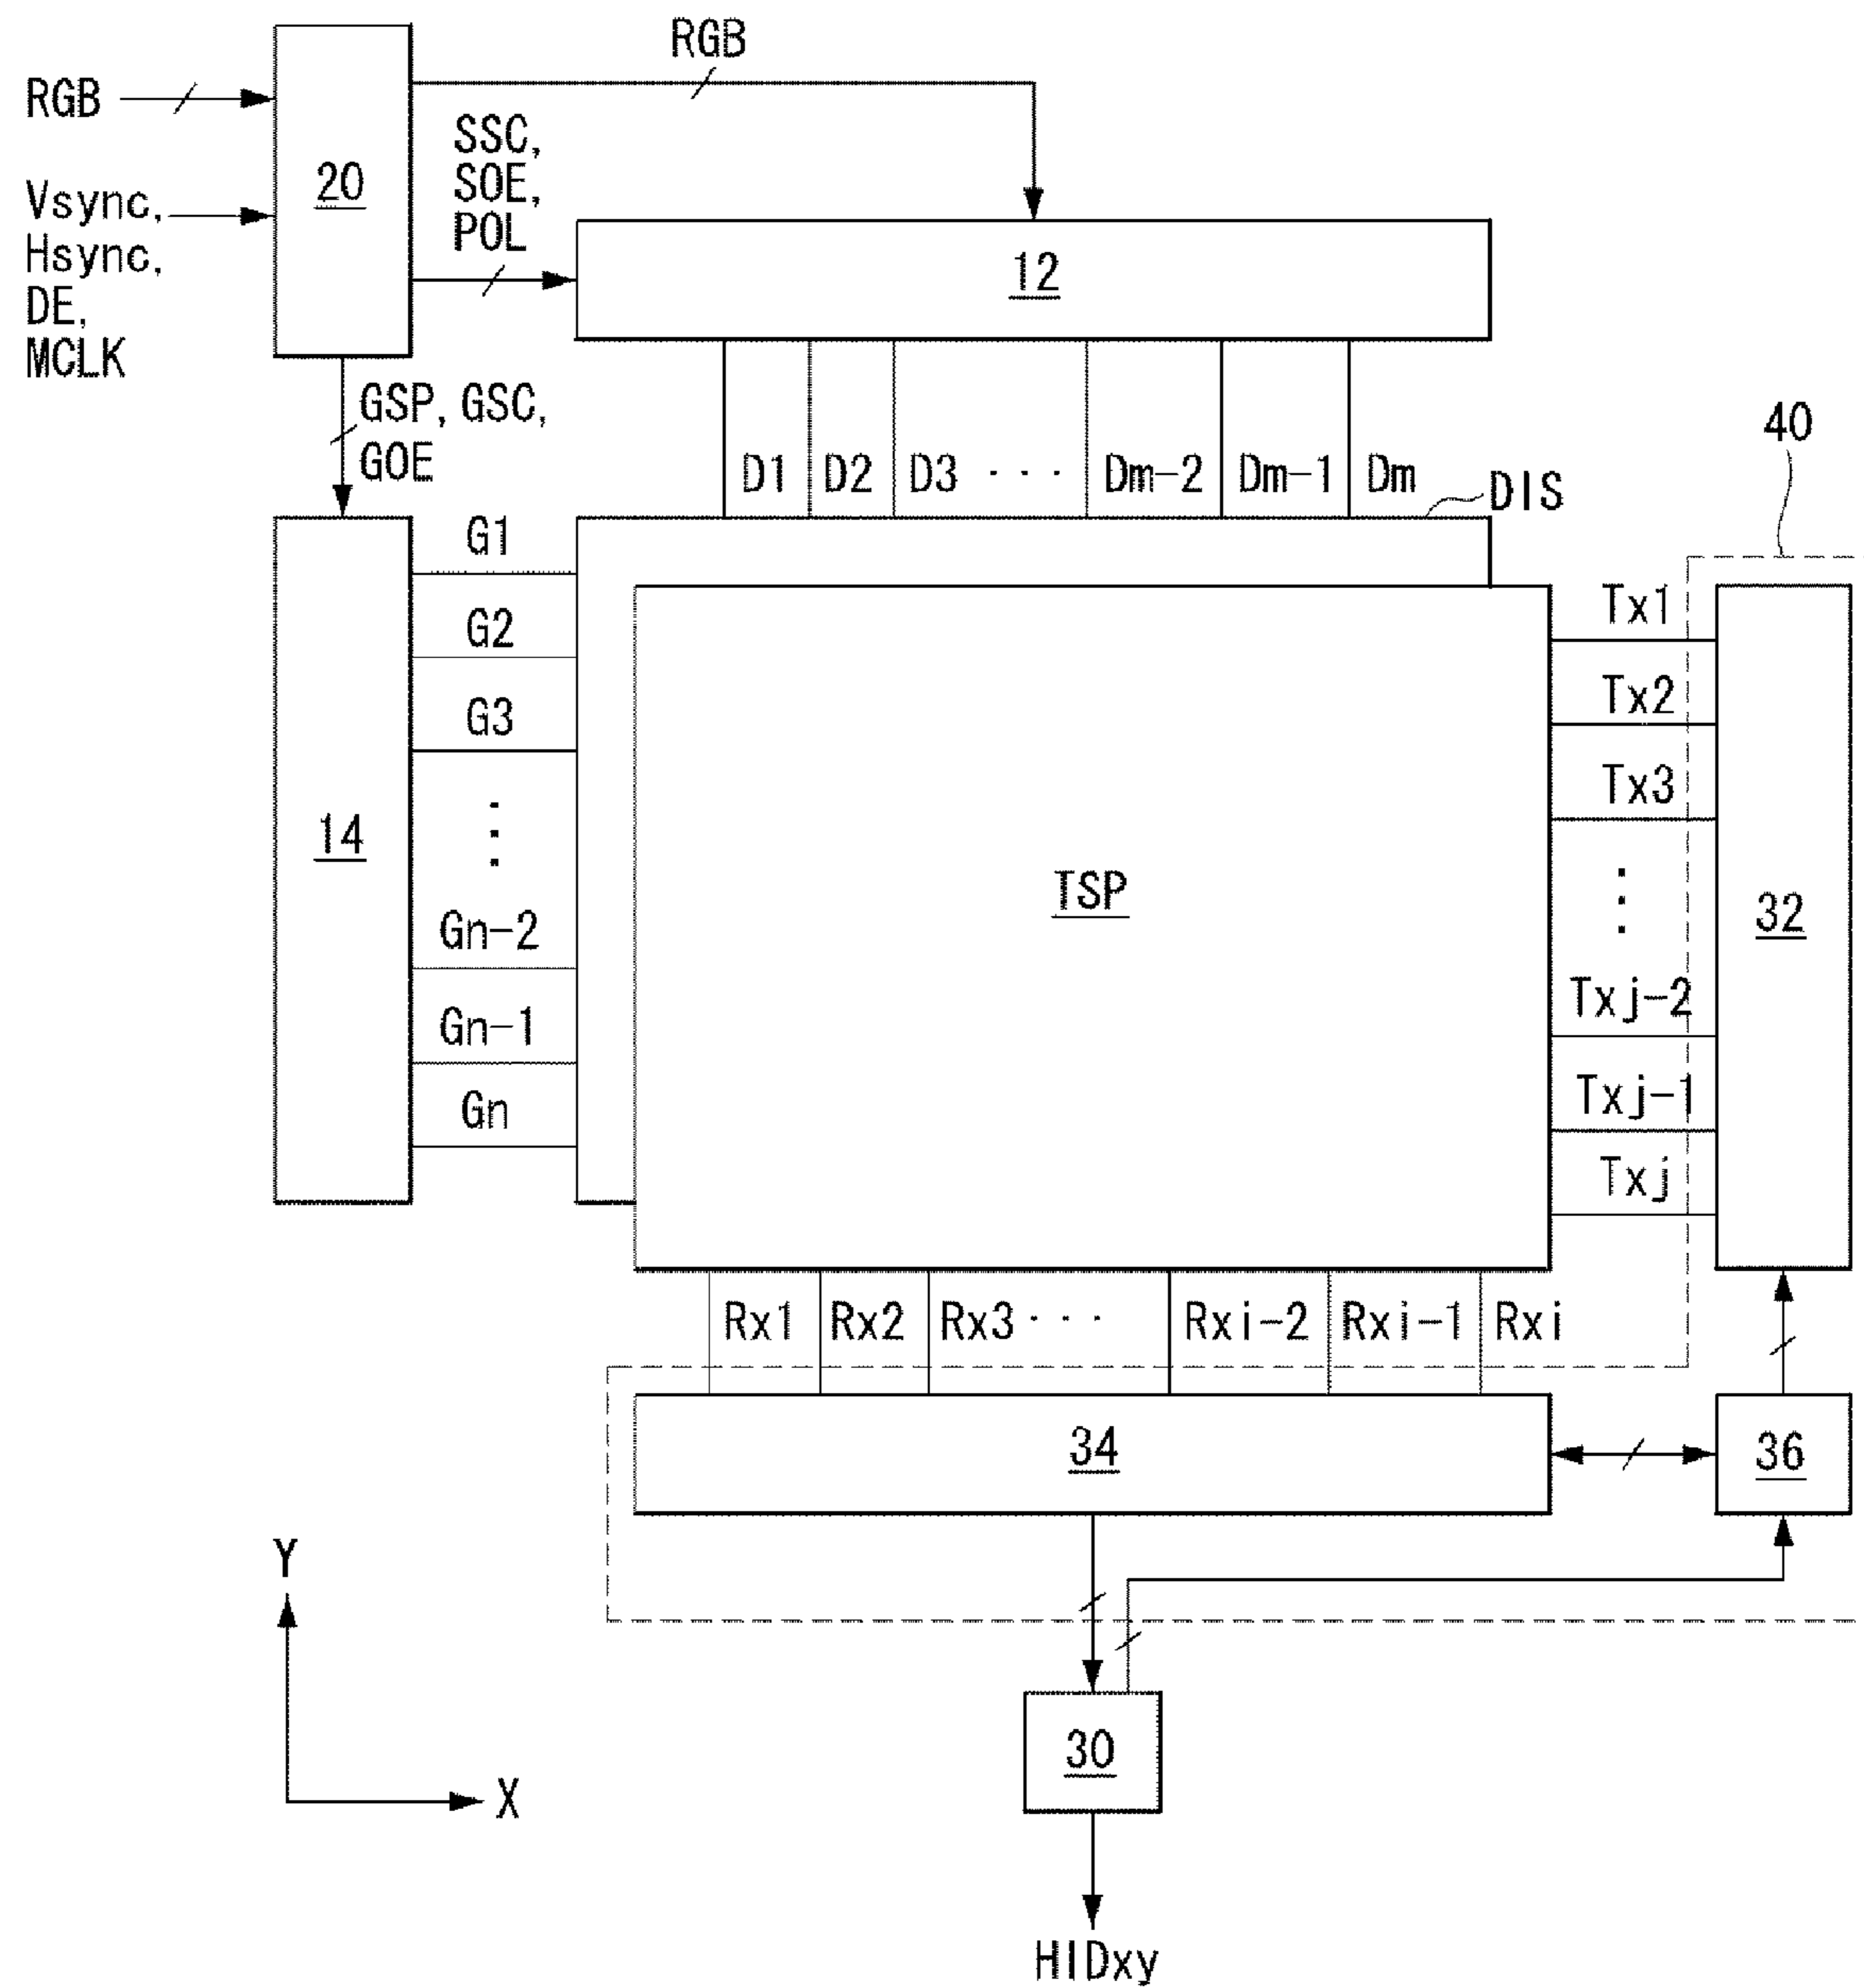 RGB
RGB
20
SSC,
SOE,
POL
Vsync,
Hsync,
DE,
MCLK
12
GSP, GSC,
GOE
40
D1 D2 D3 ··· Dm-2 Dm-1 Dm
DIS
G1
G2
G3
⋮
Gn-2
Gn-1
Gn
14
TSP
Tx1
Tx2
Tx3
⋮
Txj-2
Txj-1
Txj
32
Rx1 Rx2 Rx3 ··· Rxi-2 Rxi-1 Rxi
34
36
Y
X
30
HIDxy